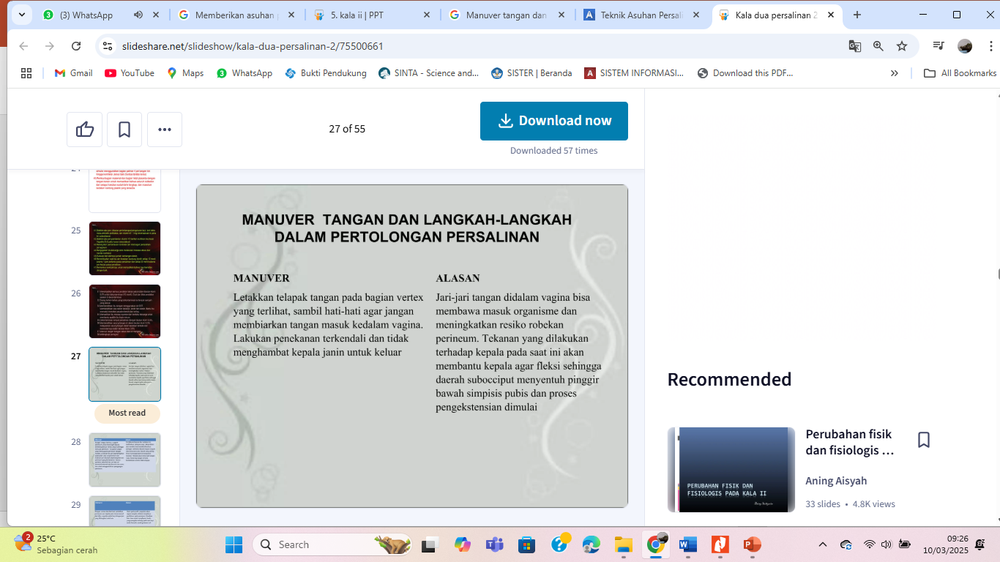 (3) WhatsApp
Memberikan asuhan
5. kala ii | PPT
Manuver tangan dan
Teknik Asuhan Persali
Kala dua persalinan 2
slideshare.net/slideshow/kala-dua-persalinan-2/75500661
Gmail
YouTube
Maps
WhatsApp
Bukti Pendukung
SINTA - Science and...
SISTER | Beranda
SISTEM INFORMASI...
Download this PDF...
All Bookmarks
27 of 55
Download now
Downloaded 57 times
25
26
27
Most read
28
29
MANUVER TANGAN DAN LANGKAH-LANGKAH
DALAM PERTOLONGAN PERSALINAN
MANUVER
Letakkan telapak tangan pada bagian vertex
yang terlihat, sambil hati-hati agar jangan
membiarkan tangan masuk kedalam vagina.
Lakukan penekanan terkendali dan tidak
menghambat kepala janin untuk keluar
ALASAN
Jari-jari tangan didalam vagina bisa
membawa masuk organisme dan
meningkatkan resiko robekan
perineum. Tekanan yang dilakukan
terhadap kepala pada saat ini akan
membantu kepala agar fleksi sehingga
daerah subocciput menyentuh pinggir
bawah simpisis pubis dan proses
pengekstensian dimulai
Recommended
PERUBAHAN FISIK DAN
FISIOLOGIS PADA KALA II
Perubahan fisik
dan fisiologis ...
Aning Aisyah
33 slides • 4.8K views
2
25°C
Sebagian cerah
Search
09:26
10/03/2025